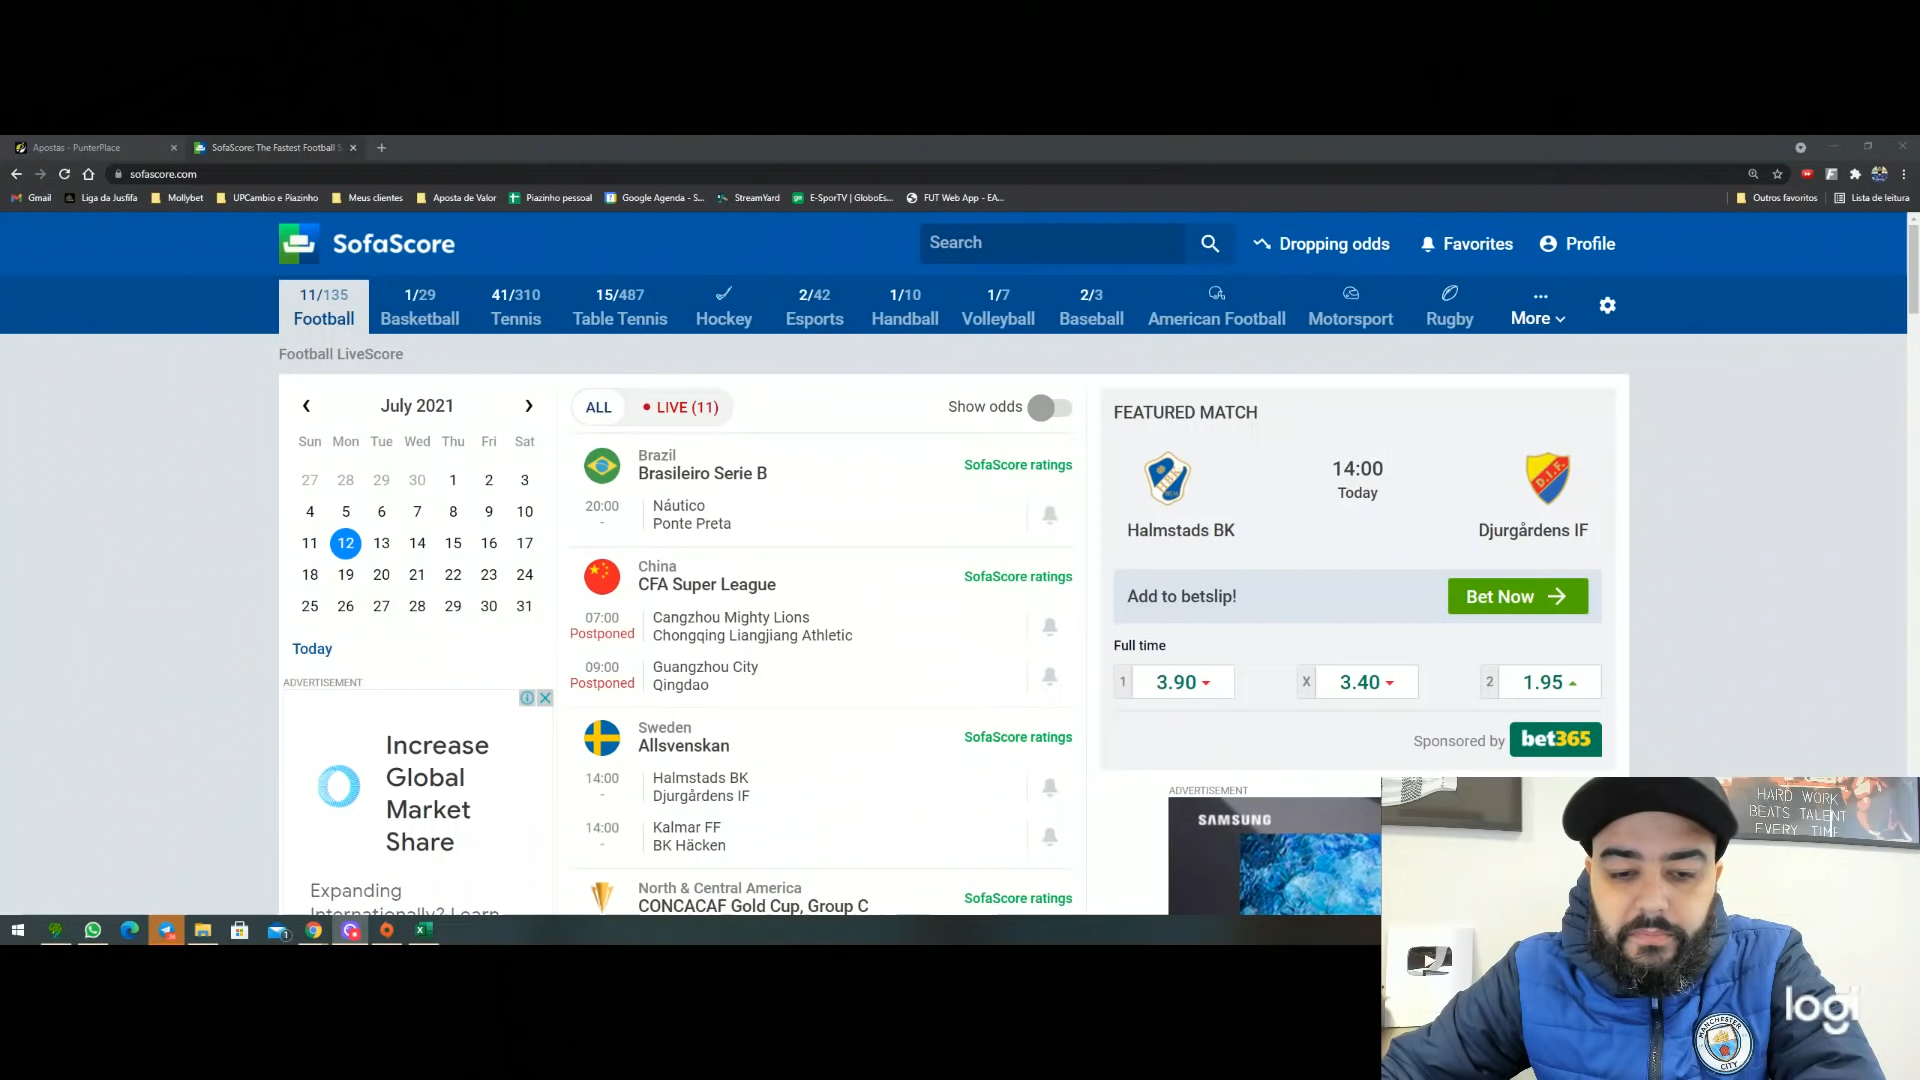 Apostas - PunterPlace
SofaScore: The Fastest Football S
sofascore.com
Gmail
Liga da Jusfifa
Mollybet
UPCambio e Piazinho
Meus clientes
Aposta de Valor
Piazinho pessoal
Google Agenda - S...
StreamYard
E-SporTV | GloboEs...
FUT Web App - EA...
Outros favoritos
Lista de leitura
SofaScore
Search
Dropping odds
Favorites
Profile
11/135
Football
1/29
Basketball
41/310
Tennis
15/487
Table Tennis
Hockey
2/42
Esports
1/10
Handball
1/7
Volleyball
2/3
Baseball
American Football
Motorsport
Rugby
...
More
Football LiveScore
July 2021
Sun Mon Tue Wed Thu Fri Sat
27 28 29 30 1 2 3
4 5 6 7 8 9 10
11 12 13 14 15 16 17
18 19 20 21 22 23 24
25 26 27 28 29 30 31
Today
ADVERTISEMENT
Increase
Global
Market
Share
Expanding
Internationally? Learn
ALL
LIVE (11)
Show odds
Brazil
Brasileiro Serie B
SofaScore ratings
20:00
-
Náutico
Ponte Preta
China
CFA Super League
SofaScore ratings
07:00
Postponed
Cangzhou Mighty Lions
Chongqing Liangjiang Athletic
09:00
Postponed
Guangzhou City
Qingdao
Sweden
Allsvenskan
SofaScore ratings
14:00
-
Halmstads BK
Djurgårdens IF
14:00
-
Kalmar FF
BK Häcken
North & Central America
CONCACAF Gold Cup, Group C
SofaScore ratings
FEATURED MATCH
14:00
Today
Halmstads BK
Djurgårdens IF
Add to betslip!
Bet Now
Full time
1 3.90
X 3.40
2 1.95
Sponsored by bet365
ADVERTISEMENT
SAMSUNG
HARD WORK
BEATS TALENT
EVERY TIME
logi
MANCHESTER
CITY